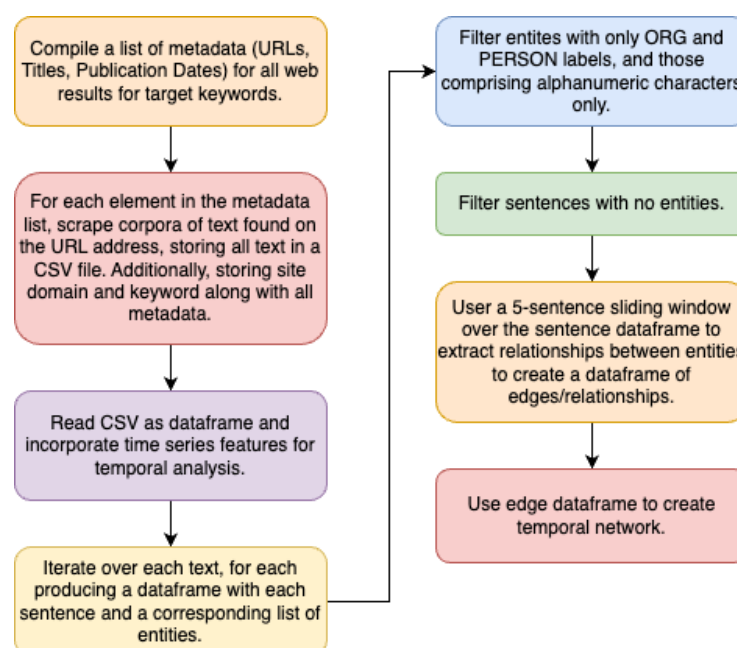 Compile a list of metadata (URLs,
Titles, Publication Dates) for all web
results for target keywords.
For each element in the metadata
list, scrape corpora of text found on
the URL address, storing all text in a
CSV file. Additionally, storing site
domain and keyword along with all
metadata.
Read CSV as dataframe and
incorporate time series features for
temporal analysis.
Iterate over each text, for each
producing a dataframe with each
sentence and a corresponding list of
entities.
Filter entites with only ORG and
PERSON labels, and those
comprising alphanumeric characters
only.
Filter sentences with no entities.
User a 5-sentence sliding window
over the sentence dataframe to
extract relationships between entities
to create a dataframe of
edges/relationships.
Use edge dataframe to create
temporal network.